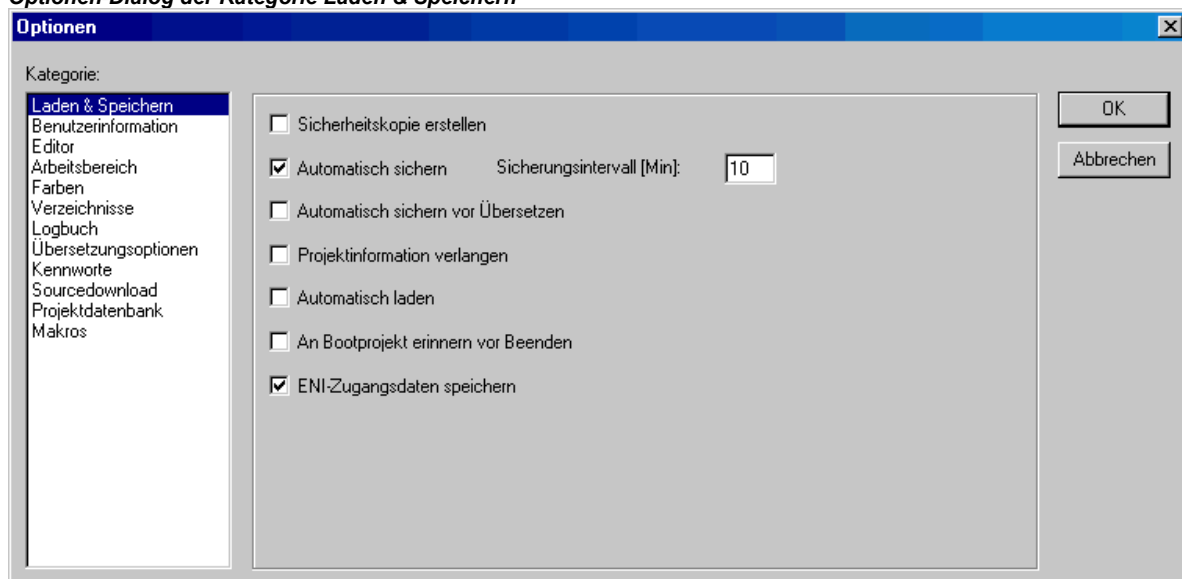 Optionen Dialog der Kategorie Laden & Speichern
Optionen
Kategorie:
Laden & Speichern
Benutzerinformation
Editor
Arbeitsbereich
Farben
Verzeichnisse
Logbuch
Übersetzungsoptionen
Kennworte
Sourcedownload
Projektdatenbank
Makros
Sicherheitskopie erstellen
Automatisch sichern Sicherungsintervall [Min]: 10
Automatisch sichern vor Übersetzen
Projektinformation verlangen
Automatisch laden
An Bootprojekt erinnern vor Beenden
ENI-Zugangsdaten speichern
OK
Abbrechen